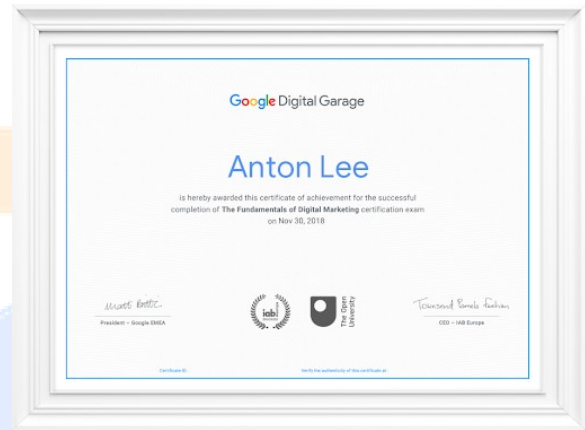 Google Digital Garage
Anton Lee
is hereby awarded this certificate of achievement for the successful
completion of The Fundamentals of Digital Marketing certification exam
on Nov 30, 2018
Matt
President – Google EMEA
iab.
The Open
University
Townsend
CEO – IAB Europe
Certificate ID:
Verify the authenticity of this certificate at: